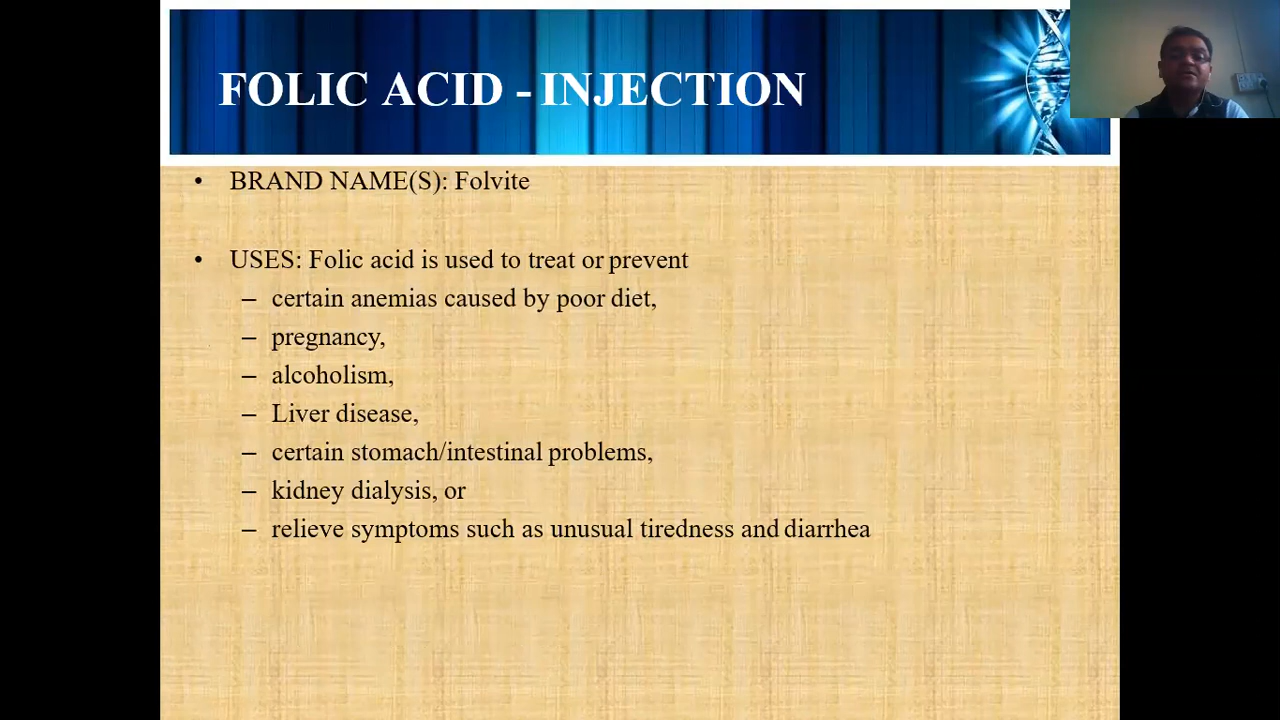 FOLIC ACID - INJECTION
• BRAND NAME(S): Folvite
• USES: Folic acid is used to treat or prevent
– certain anemias caused by poor diet,
– pregnancy,
– alcoholism,
– Liver disease,
– certain stomach/intestinal problems,
– kidney dialysis, or
– relieve symptoms such as unusual tiredness and diarrhea